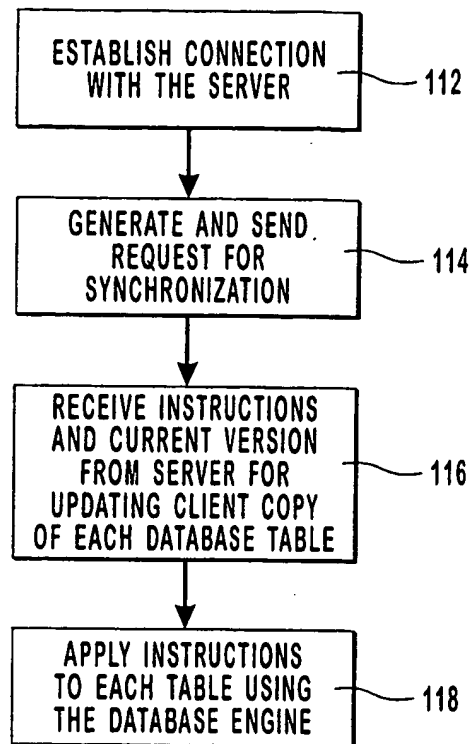 ESTABLISH CONNECTION
WITH THE SERVER
112
GENERATE AND SEND
REQUEST FOR
SYNCHRONIZATION
114
RECEIVE INSTRUCTIONS
AND CURRENT VERSION
FROM SERVER FOR
UPDATING CLIENT COPY
OF EACH DATABASE TABLE
116
APPLY INSTRUCTIONS
TO EACH TABLE USING
THE DATABASE ENGINE
118